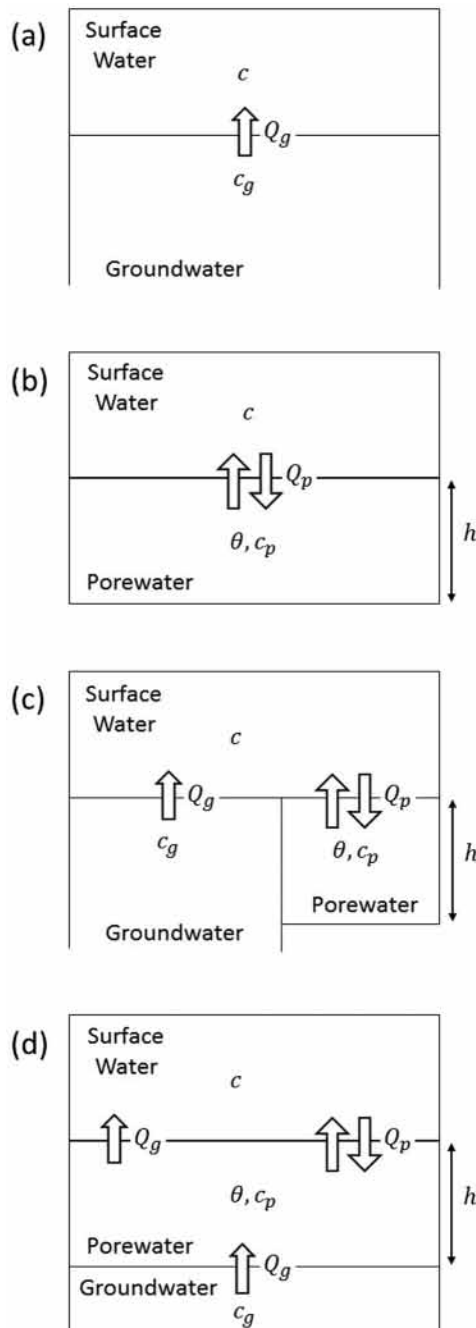 (a)
Surface
Water
c
Q_g
c_g
Groundwater
(b)
Surface
Water
c
Q_p
h
θ, c_p
Porewater
(c)
Surface
Water
c
Q_g
Q_p
c_g
θ, c_p
h
Porewater
Groundwater
(d)
Surface
Water
c
Q_g
Q_p
θ, c_p
h
Porewater
Groundwater
Q_g
c_g